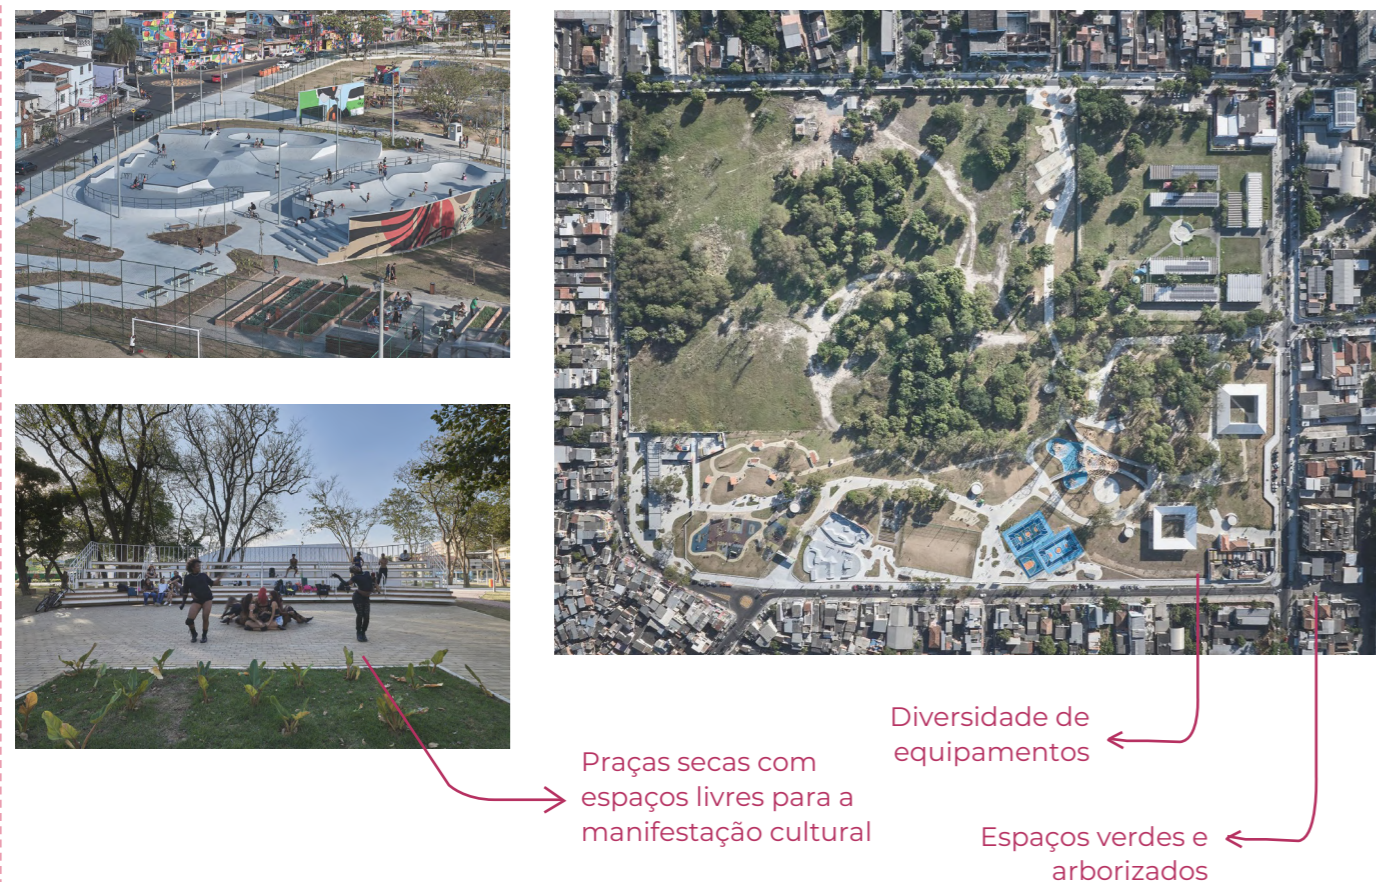 Diversidade de
equipamentos
Praças secas com
espaços livres para a
manifestação cultural
Espaços verdes e
arborizados